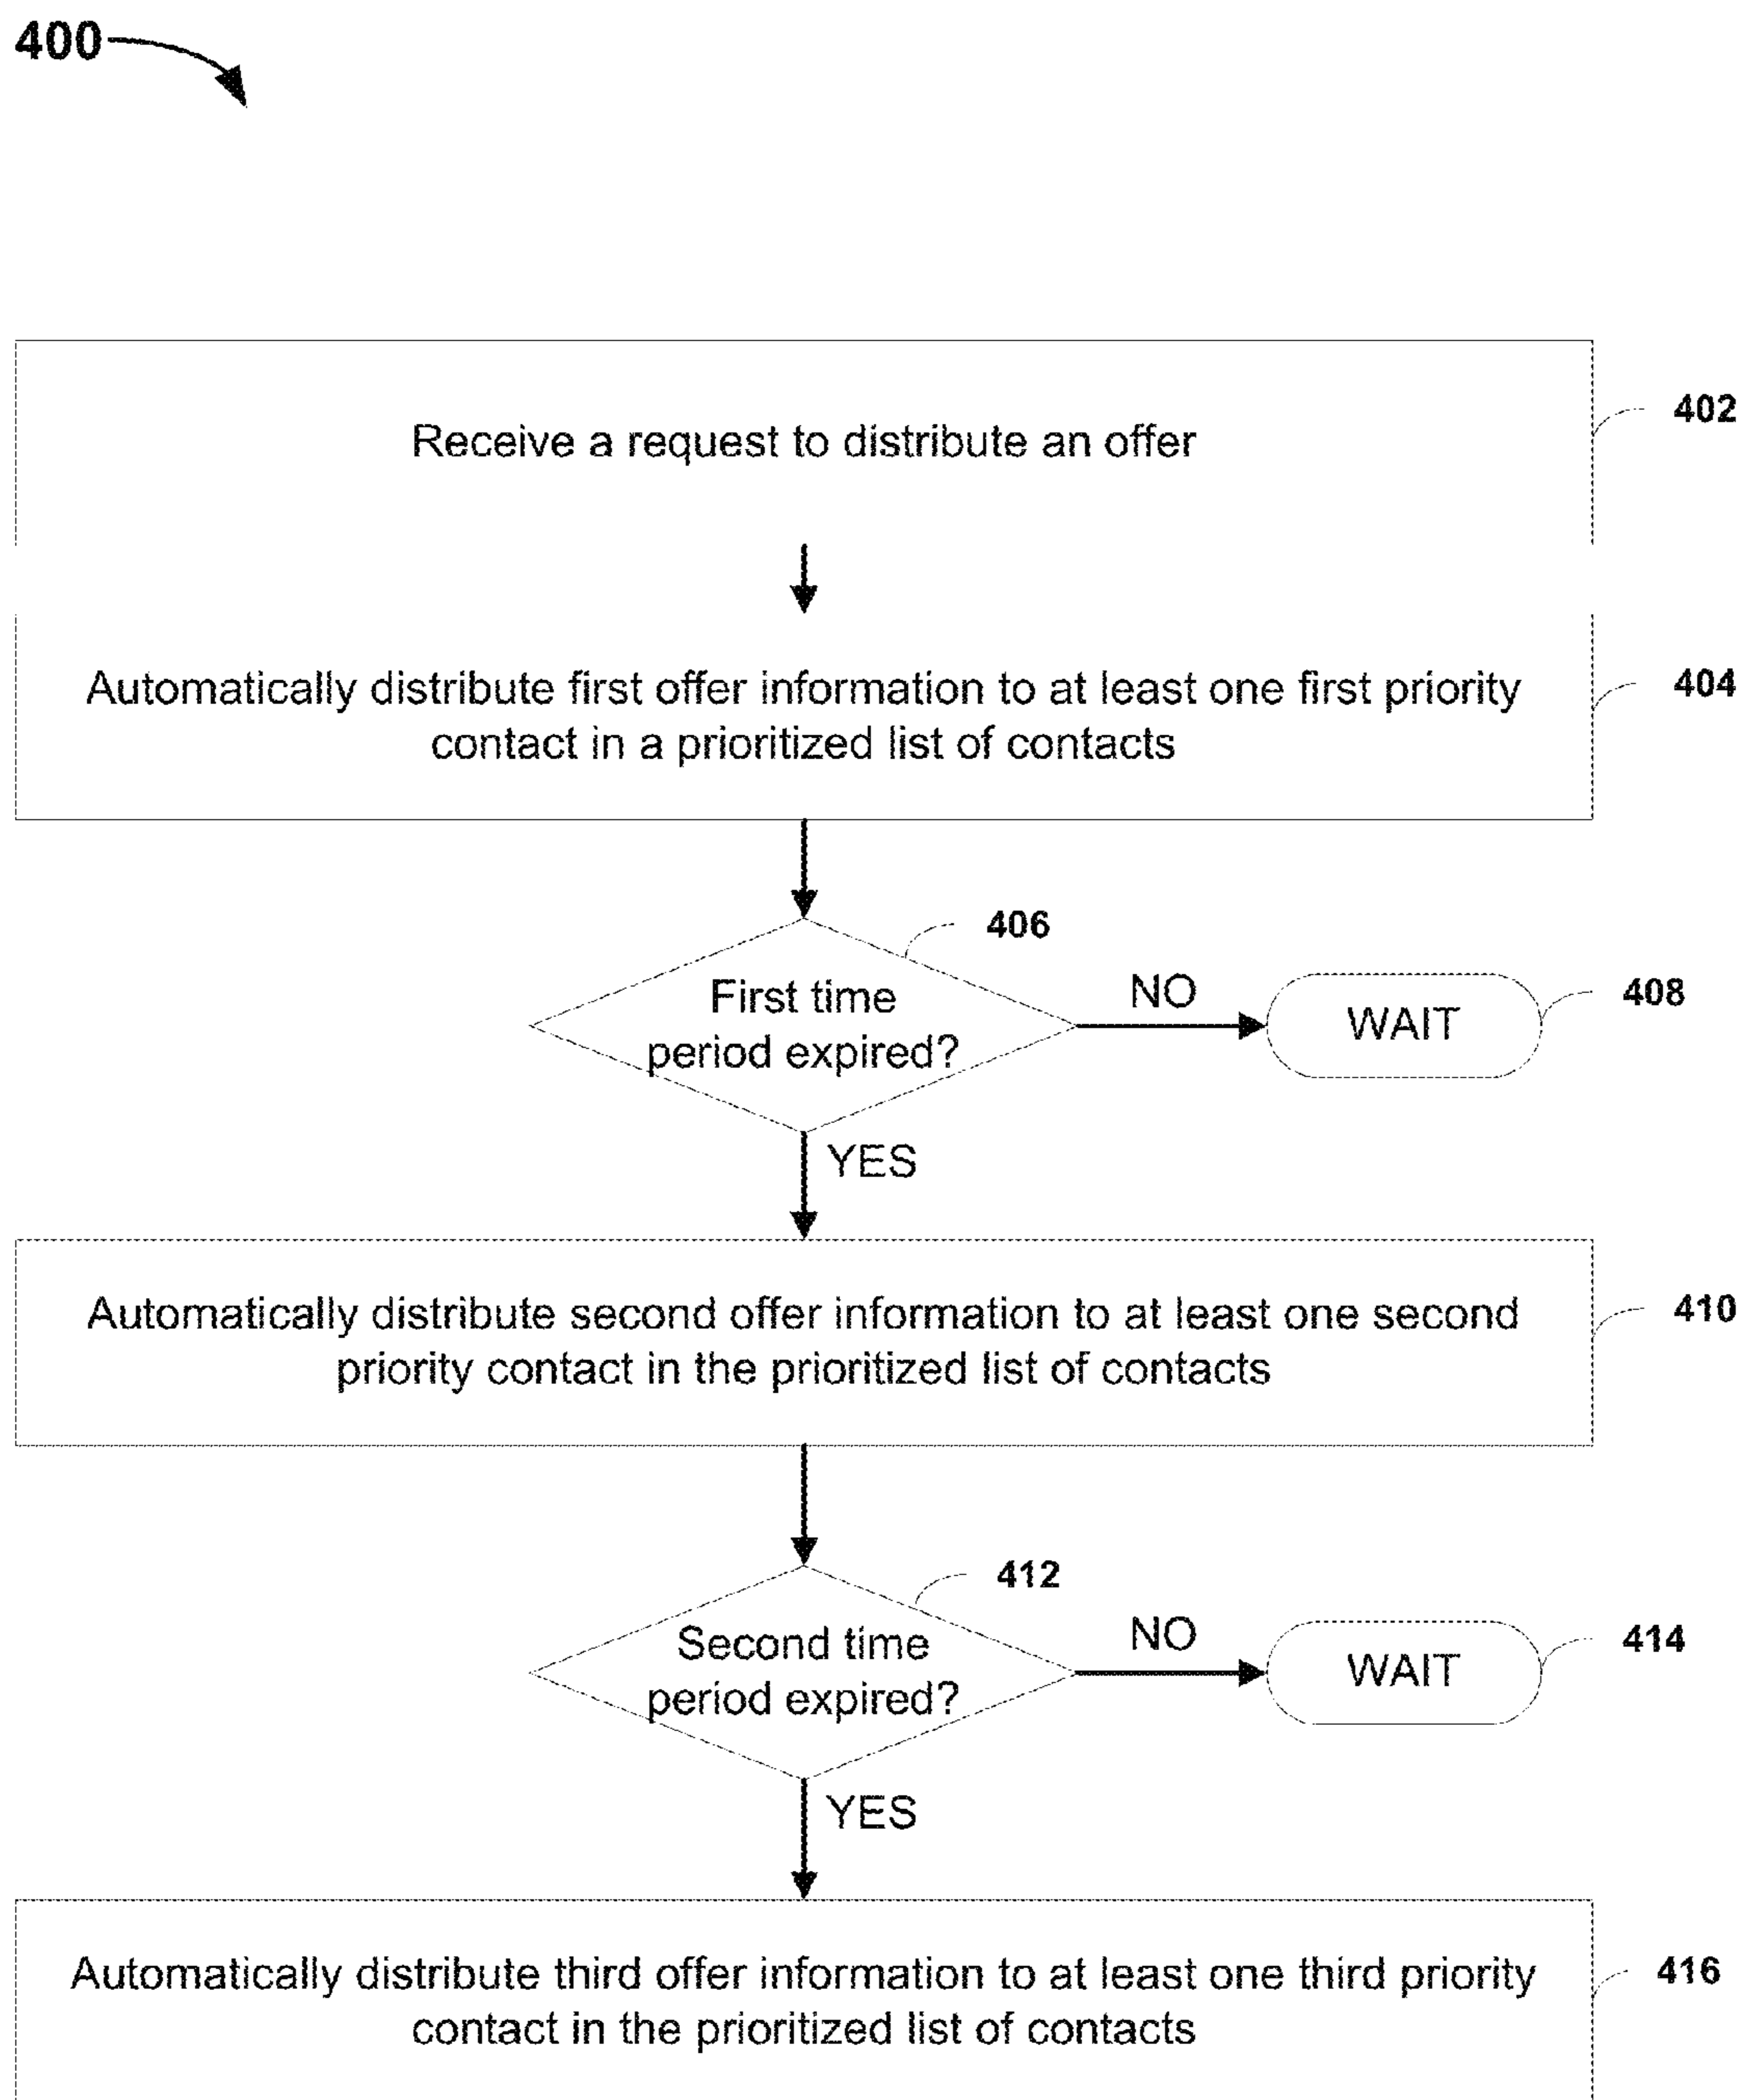 400
Receive a request to distribute an offer
402
Automatically distribute first offer information to at least one first priority
contact in a prioritized list of contacts
404
406
First time
period expired?
NO
WAIT
408
YES
Automatically distribute second offer information to at least one second
priority contact in the prioritized list of contacts
410
412
Second time
period expired?
NO
WAIT
414
YES
Automatically distribute third offer information to at least one third priority
contact in the prioritized list of contacts
416